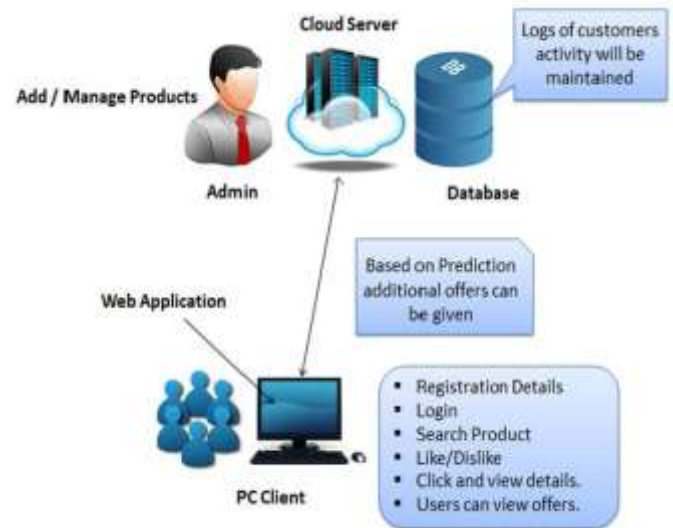 Cloud Server
Logs of customers
activity will be
maintained
Add / Manage Products
Admin
Database
Based on Prediction
additional offers can
be given
Web Application
▪ Registration Details
▪ Login
▪ Search Product
▪ Like/Dislike
▪ Click and view details.
▪ Users can view offers.
PC Client